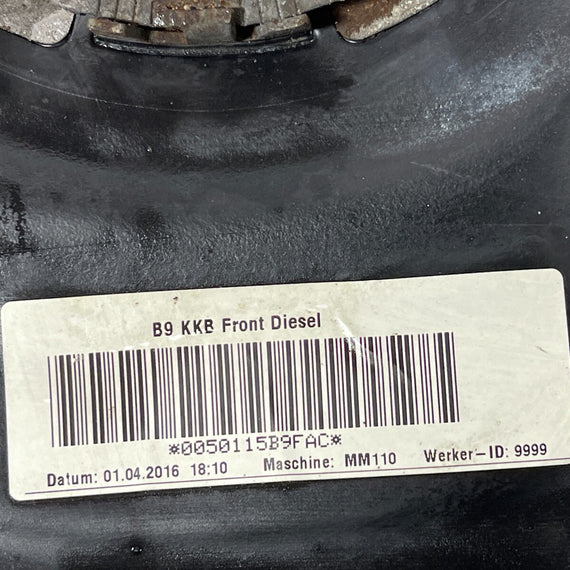 B9 KKB Front Diesel
*0050115B9FAC*
Datum: 01.04.2016 18:10 Maschine: MM110 Werker-ID: 9999